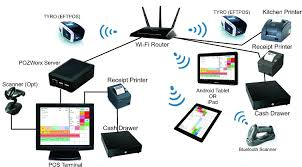 TYRO (EFTPOS)
TYRO (EFTPOS)
Kitchen Printer
Wi-Fi Router
Receipt Printer
POZWorx Server
Scanner (Opt)
Receipt Printer
Android Tablet
OR
iPad
Cash Drawer
Cash Drawer
POS Terminal
Bluetooth Scanner